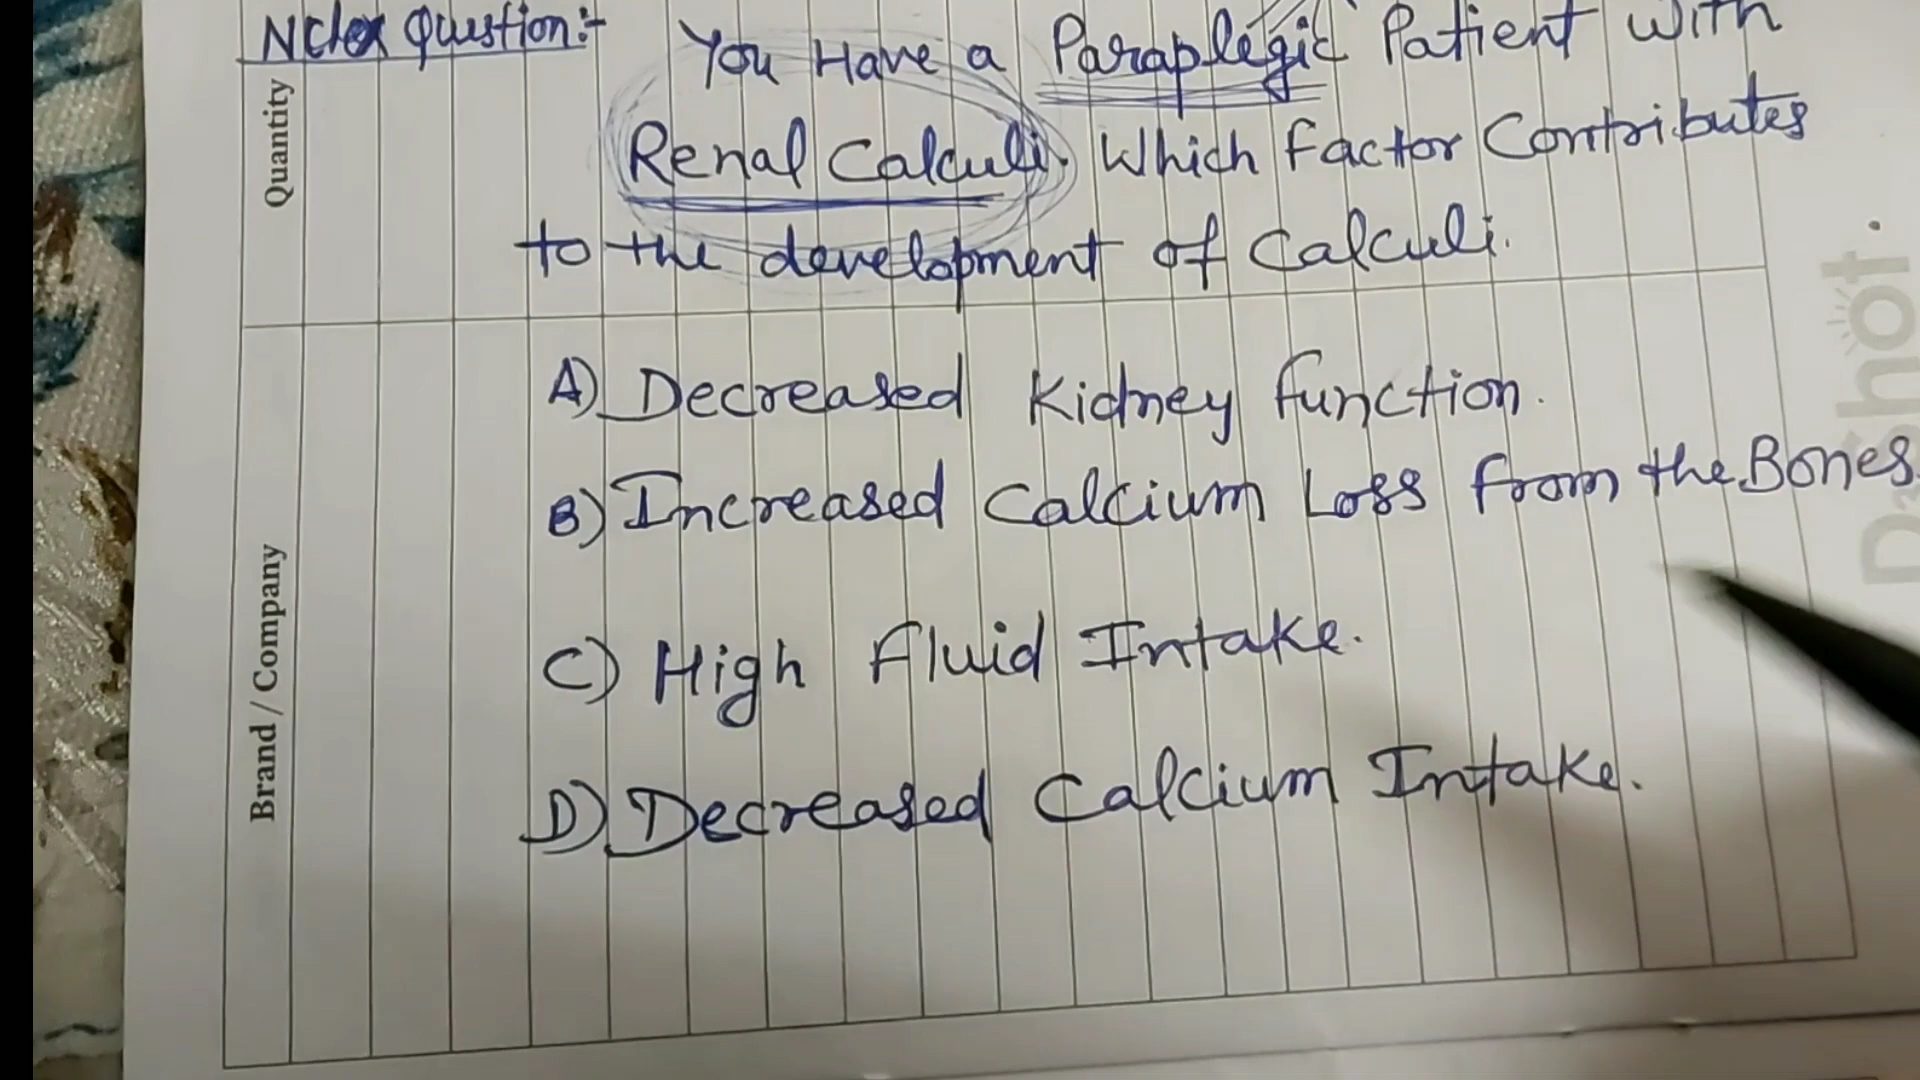 Nclex Question:-
You Have a Paraplegic Patient with
Renal Calculi. Which Factor Contributes
to the development of Calculi.
A) Decreased Kidney function.
B) Increased Calcium Loss from the Bones.
C) High Fluid Intake.
D) Decreased Calcium Intake.
Quantity
Brand / Company